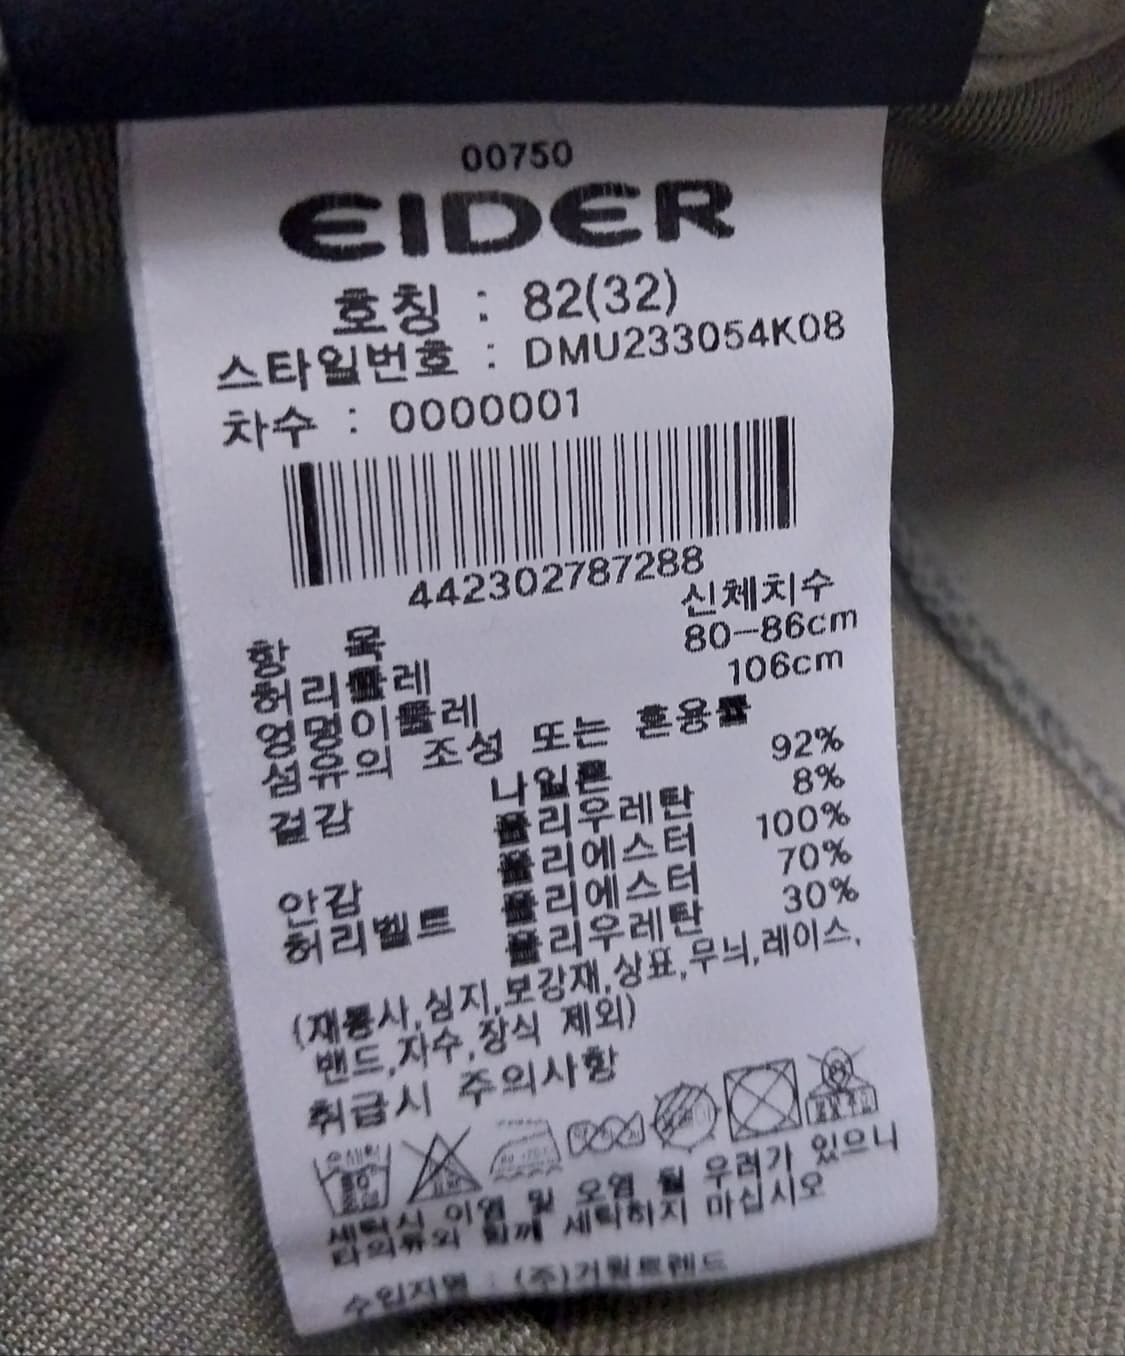 00750
EIDER
호칭 : 82(32)
스타일번호 : DMU233054K08
차수 : 0000001
442302787288
항 목 신체치수
허리둘레 80-86cm
엉덩이둘레 106cm
섬유의 조성 또는 혼용률
겉감 나일론 92%
폴리우레탄 8%
안감 폴리에스터 100%
허리벨트 폴리에스터 70%
폴리우레탄 30%
(재봉사,심지,보강재,상표,무늬,레이스,
밴드,자수,장식 제외)
취급시 주의사항
세탁시 이염 및 오염 될 우려가 있으니
타의류와 함께 세탁하지 마십시오
수입자명 : (주)